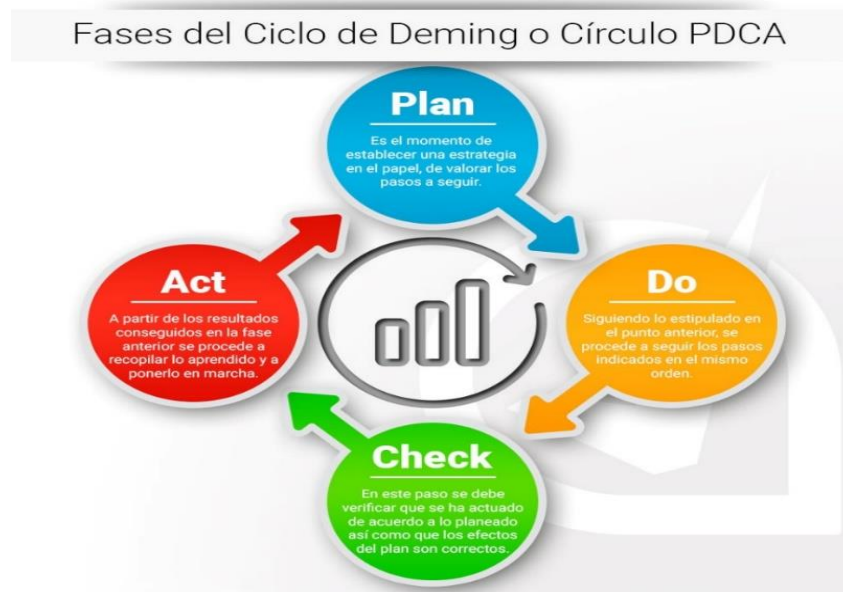 Fases del Ciclo de Deming o Círculo PDCA
Plan
Es el momento de
establecer una estrategia
en el papel, de valorar los
pasos a seguir.
Do
Siguiendo lo estipulado en
el punto anterior, se
procede a seguir los pasos
indicados en el mismo
orden.
Check
En este paso se debe
verificar que se ha actuado
de acuerdo a lo planeado
así como que los efectos
del plan son correctos.
Act
A partir de los resultados
conseguidos en la fase
anterior se procede a
recopilar lo aprendido y a
ponerlo en marcha.